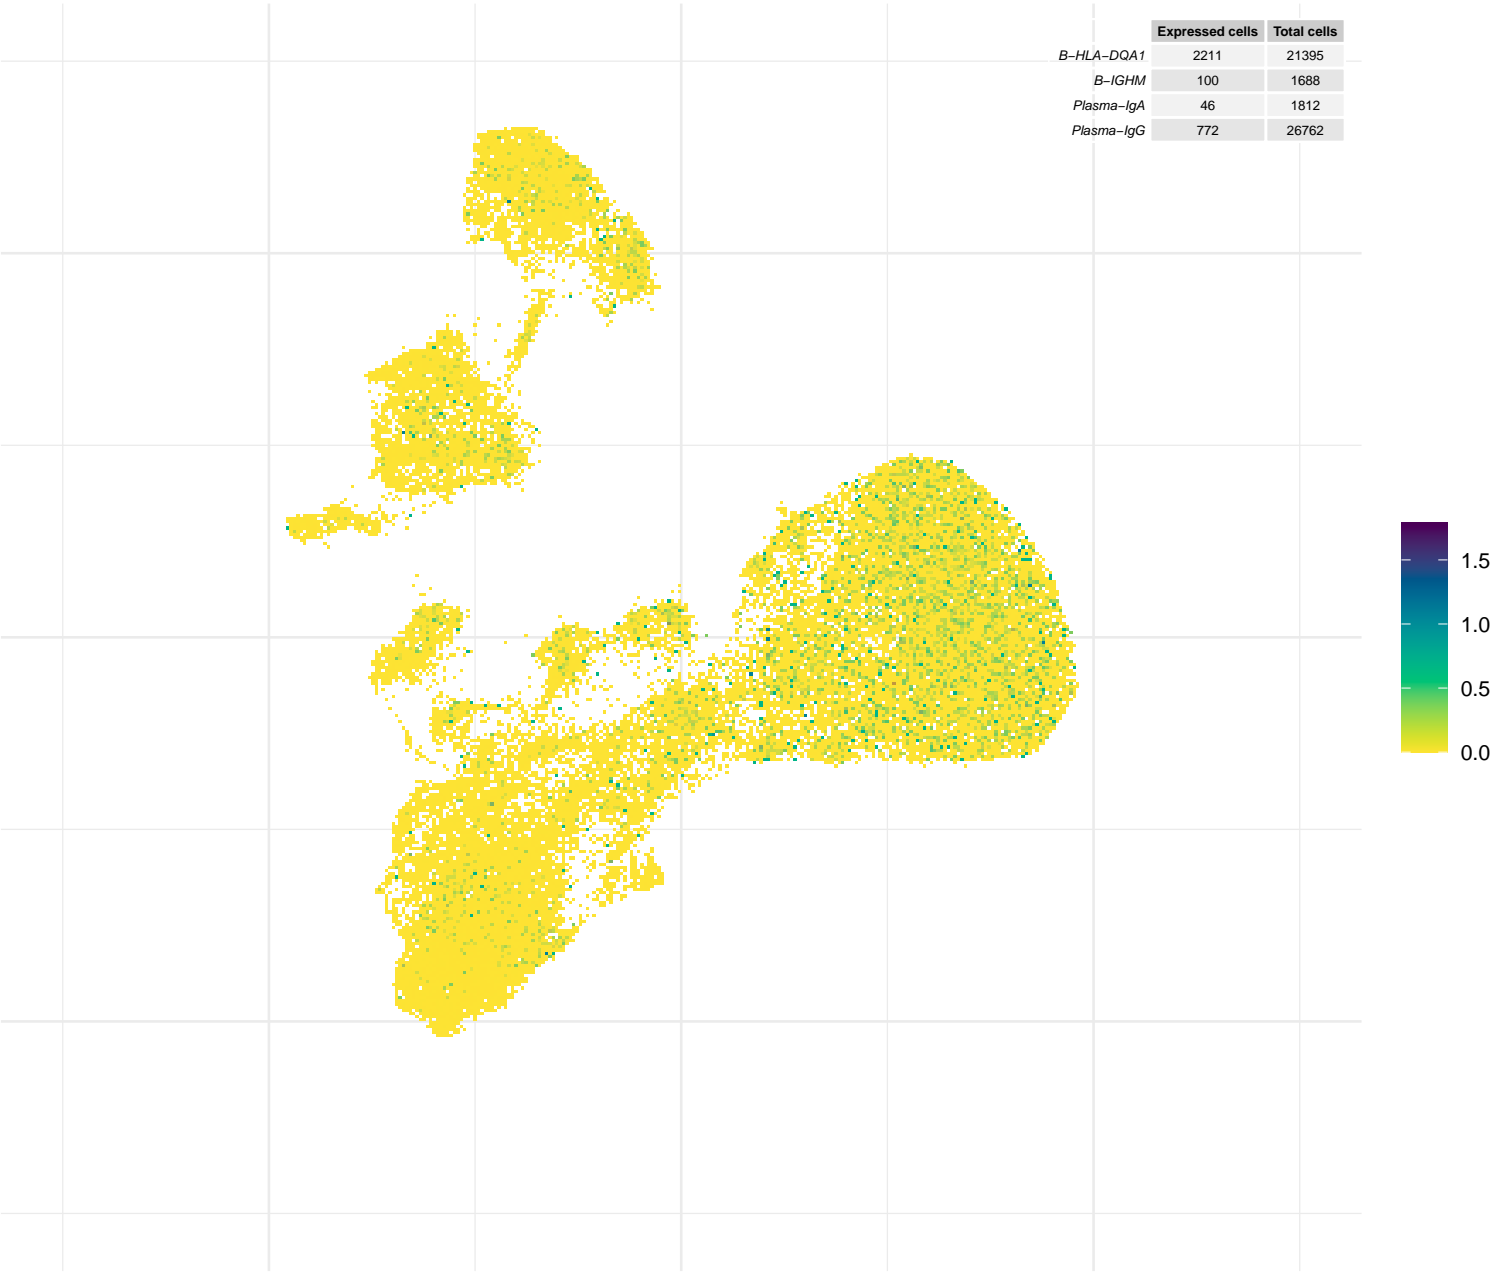 Expressed cells Total cells
B−HLA−DQA1 2211 21395
B−IGHM 100 1688
Plasma−IgA 46 1812
Plasma−IgG 772 26762
1.5
1.0
0.5
0.0